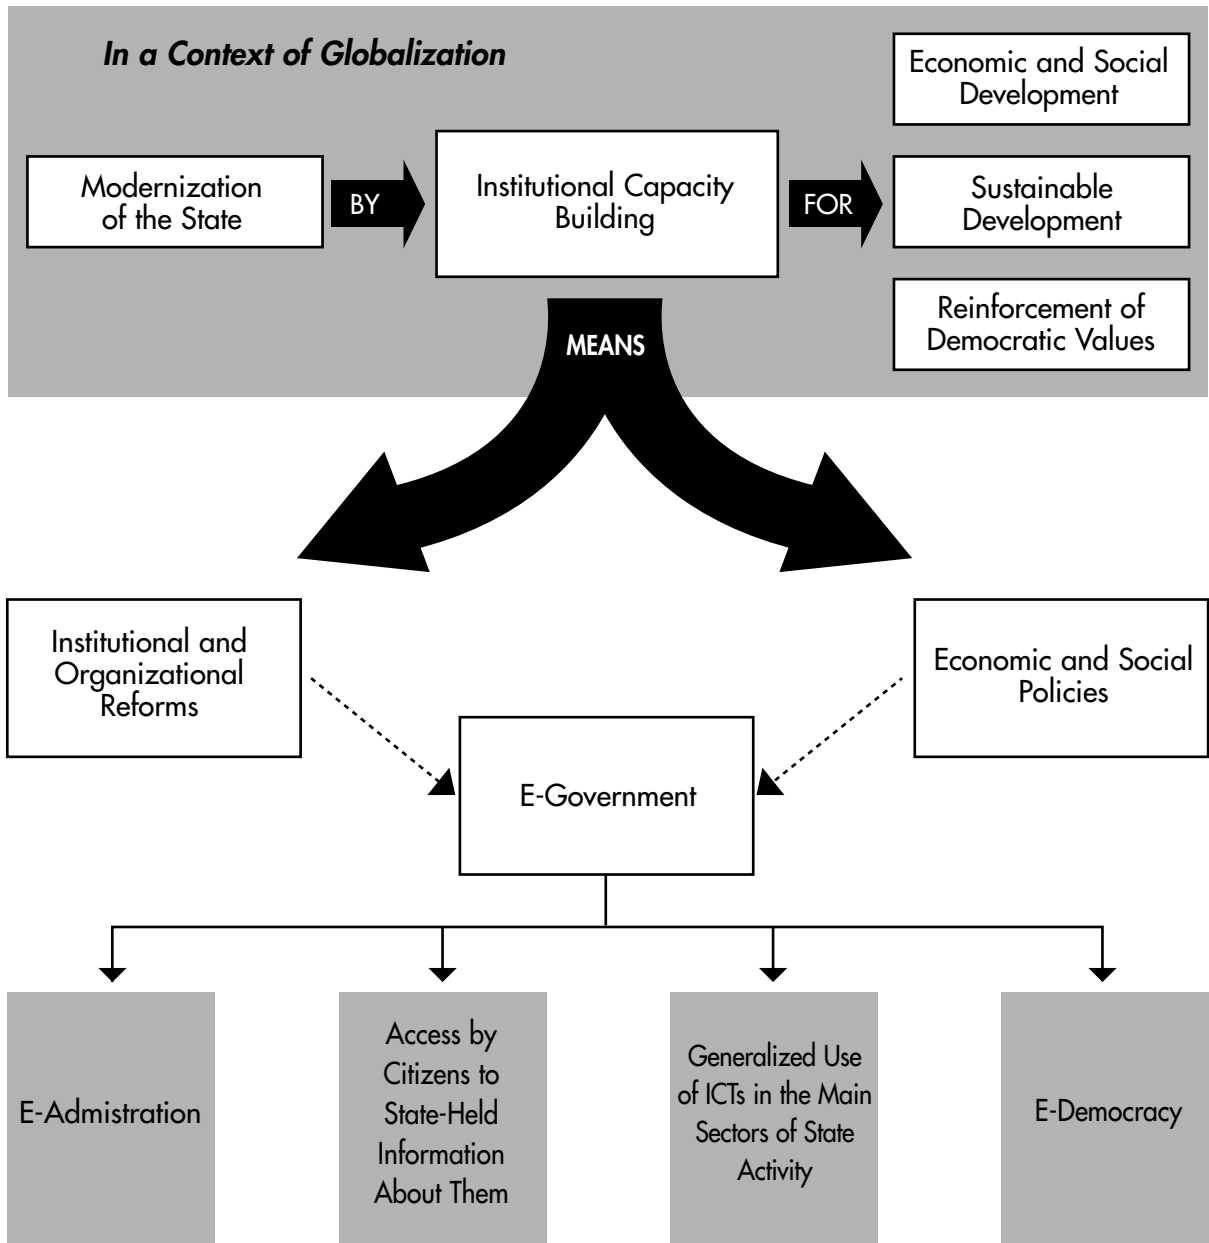 In a Context of Globalization
Economic and Social
Development
Modernization
of the State
BY
Institutional Capacity
Building
FOR
Sustainable
Development
Reinforcement of
Democratic Values
MEANS
Institutional and
Organizational
Reforms
Economic and Social
Policies
E-Government
E-Admistration
Access by
Citizens to
State-Held
Information
About Them
Generalized Use
of ICTs in the Main
Sectors of State
Activity
E-Democracy